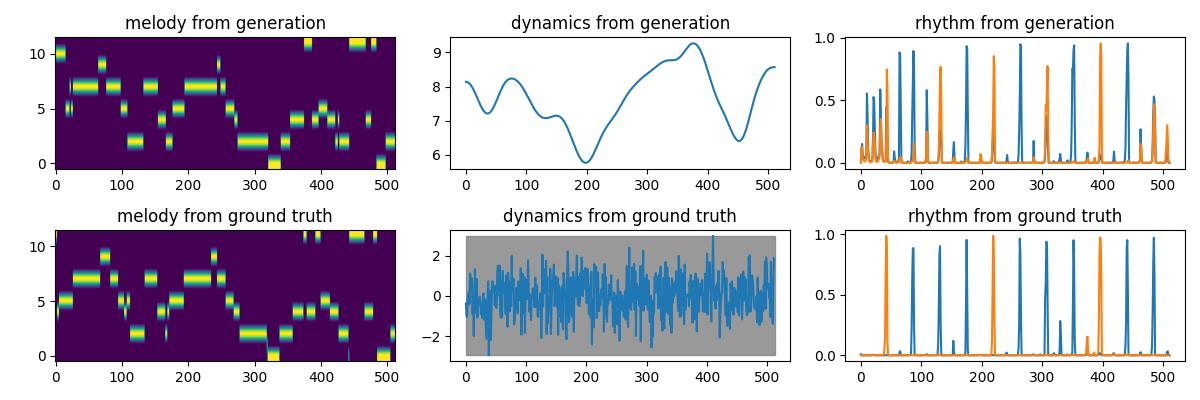 melody from generation
dynamics from generation
rhythm from generation
10
5
0
0 100 200 300 400 500
9
8
7
6
0 100 200 300 400 500
1.0
0.5
0.0
0 100 200 300 400 500
melody from ground truth
dynamics from ground truth
rhythm from ground truth
10
5
0
0 100 200 300 400 500
2
0
−2
0 100 200 300 400 500
1.0
0.5
0.0
0 100 200 300 400 500